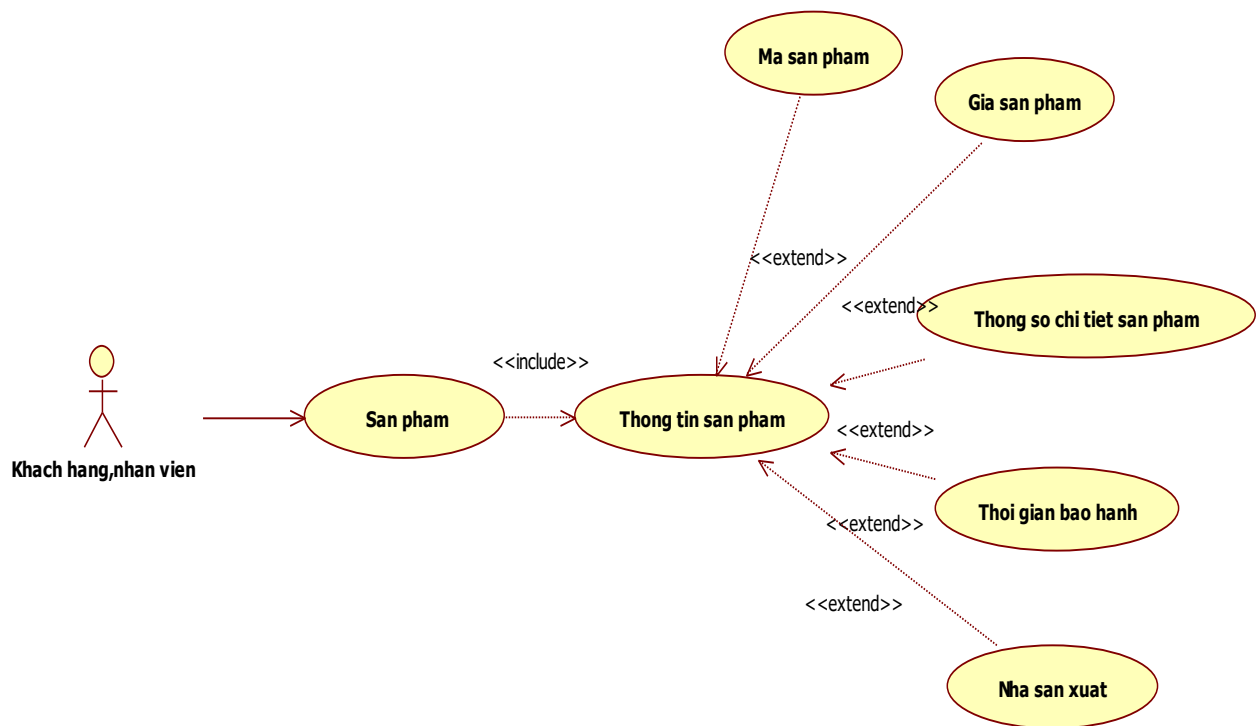 Ma san pham
Gia san pham
<<extend>>
<<extend>>
Thong so chi tiet san pham
<<include>>
San pham
Thong tin san pham
<<extend>>
Khach hang,nhan vien
Thoi gian bao hanh
<<extend>>
<<extend>>
Nha san xuat